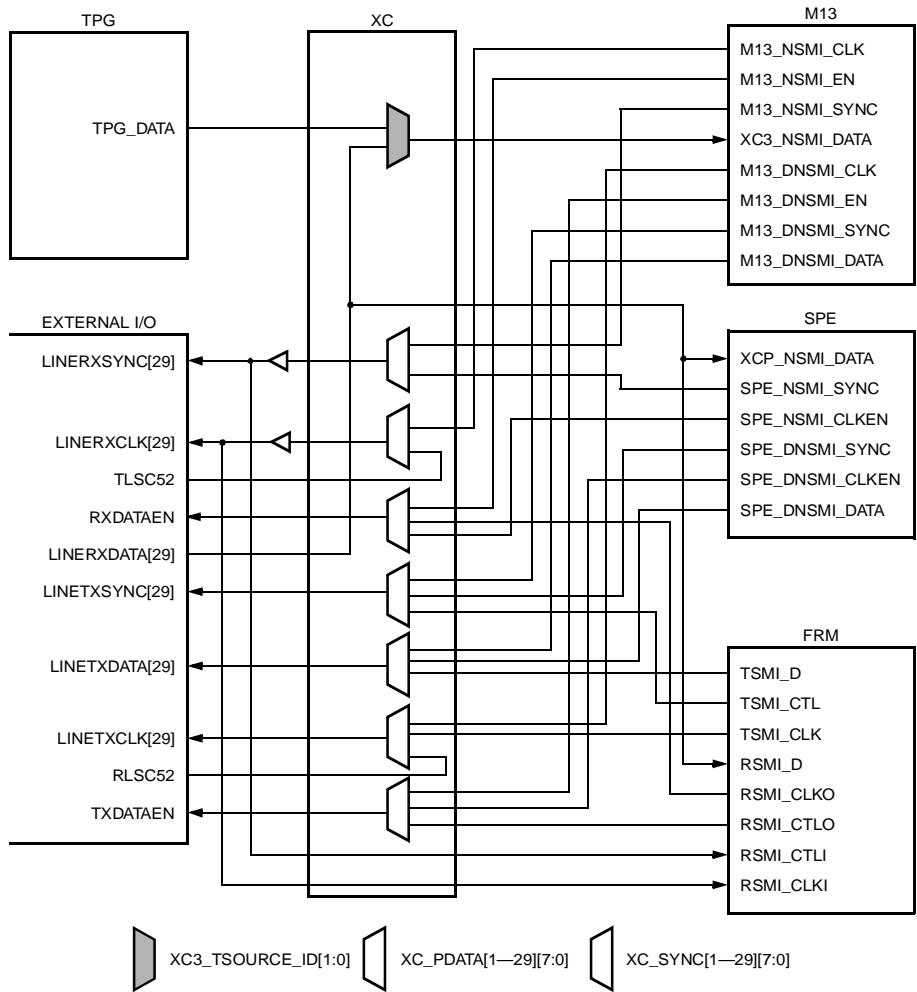 TPG
XC
M13
TPG_DATA
M13_NSMI_CLK
M13_NSMI_EN
M13_NSMI_SYNC
XC3_NSMI_DATA
M13_DNSMI_CLK
M13_DNSMI_EN
M13_DNSMI_SYNC
M13_DNSMI_DATA
EXTERNAL I/O
LINERXSYNC[29]
LINERXCLK[29]
TLSC52
RXDATAEN
LINERXDATA[29]
LINETXSYNC[29]
LINETXDATA[29]
LINETXCLK[29]
RLSC52
TXDATAEN
SPE
XCP_NSMI_DATA
SPE_NSMI_SYNC
SPE_NSMI_CLKEN
SPE_DNSMI_SYNC
SPE_DNSMI_CLKEN
SPE_DNSMI_DATA
FRM
TSMI_D
TSMI_CTL
TSMI_CLK
RSMI_D
RSMI_CLKO
RSMI_CTLO
RSMI_CTLI
RSMI_CLKI
XC3_TSOURCE_ID[1:0]
XC_PDATA[1—29][7:0]
XC_SYNC[1—29][7:0]